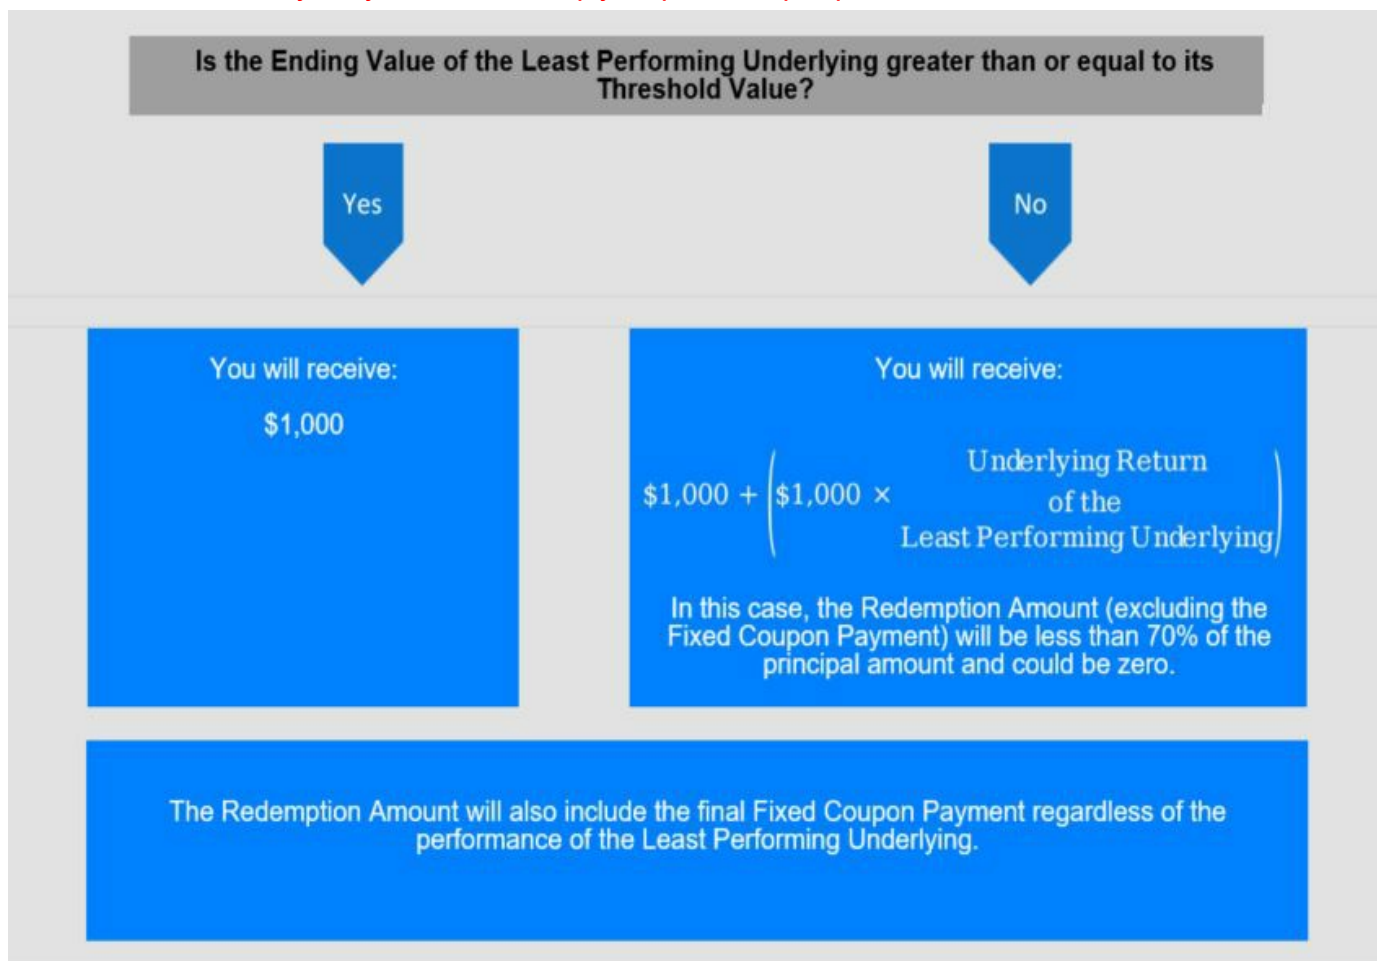 Is the Ending Value of the Least Performing Underlying greater than or equal to its
Threshold Value?
Yes
No
You will receive:
$1,000
You will receive:
$1,000 + ($1,000 × Underlying Return
of the
Least Performing Underlying)
In this case, the Redemption Amount (excluding the
Fixed Coupon Payment) will be less than 70% of the
principal amount and could be zero.
The Redemption Amount will also include the final Fixed Coupon Payment regardless of the
performance of the Least Performing Underlying.